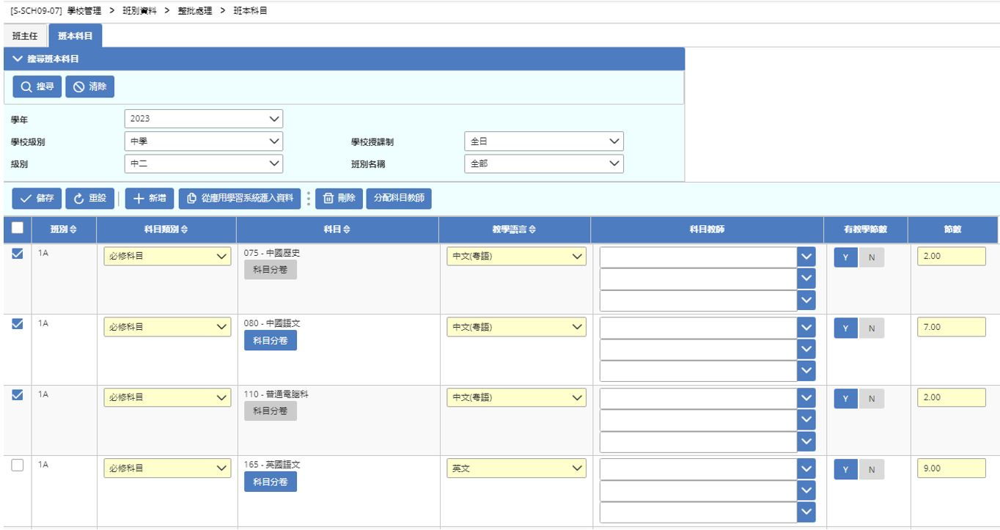 [S-SCH09-07] 學校管理 > 班別資料 > 整批處理 > 班本科目
班主任 班本科目
搜尋班本科目
搜尋 清除
學年 2023
學校級別 中學 學校授課制 全日
級別 中二 班別名稱 全部
儲存 重設 新增 從應用學習系統滙入資料 刪除 分配科目教師
班別 科目類別 科目 教學語言 科目教師 有教學節數 節數
1A 必修科目 075 - 中國歷史 中文(粵語) Y N 2.00
科目分卷
1A 必修科目 080 - 中國語文 中文(粵語) Y N 7.00
科目分卷
1A 必修科目 110 - 普通電腦科 中文(粵語) Y N 2.00
科目分卷
1A 必修科目 165 - 英國語文 英文 Y N 9.00
科目分卷